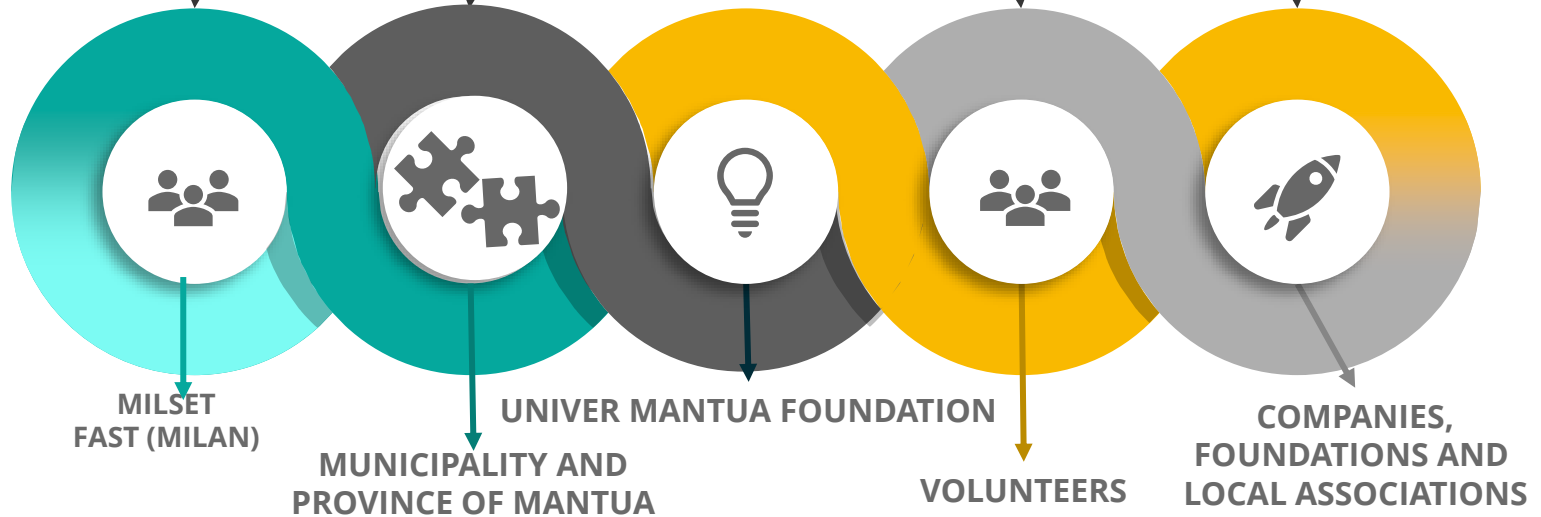 MILSET
FAST (MILAN)
MUNICIPALITY AND
PROVINCE OF MANTUA
UNIVER MANTUA FOUNDATION
VOLUNTEERS
COMPANIES,
FOUNDATIONS AND
LOCAL ASSOCIATIONS